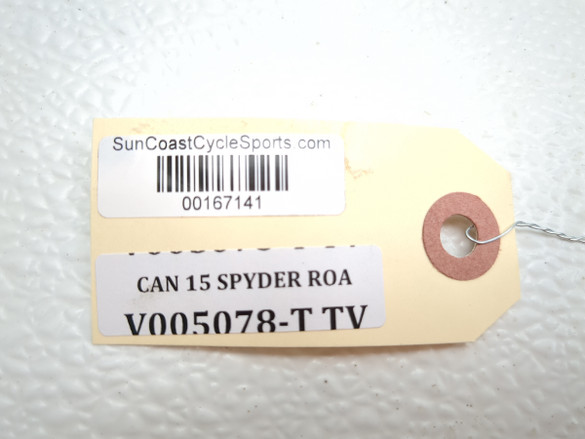 SunCoastCycleSports.com
00167141
CAN 15 SPYDER ROA
V005078-T TV